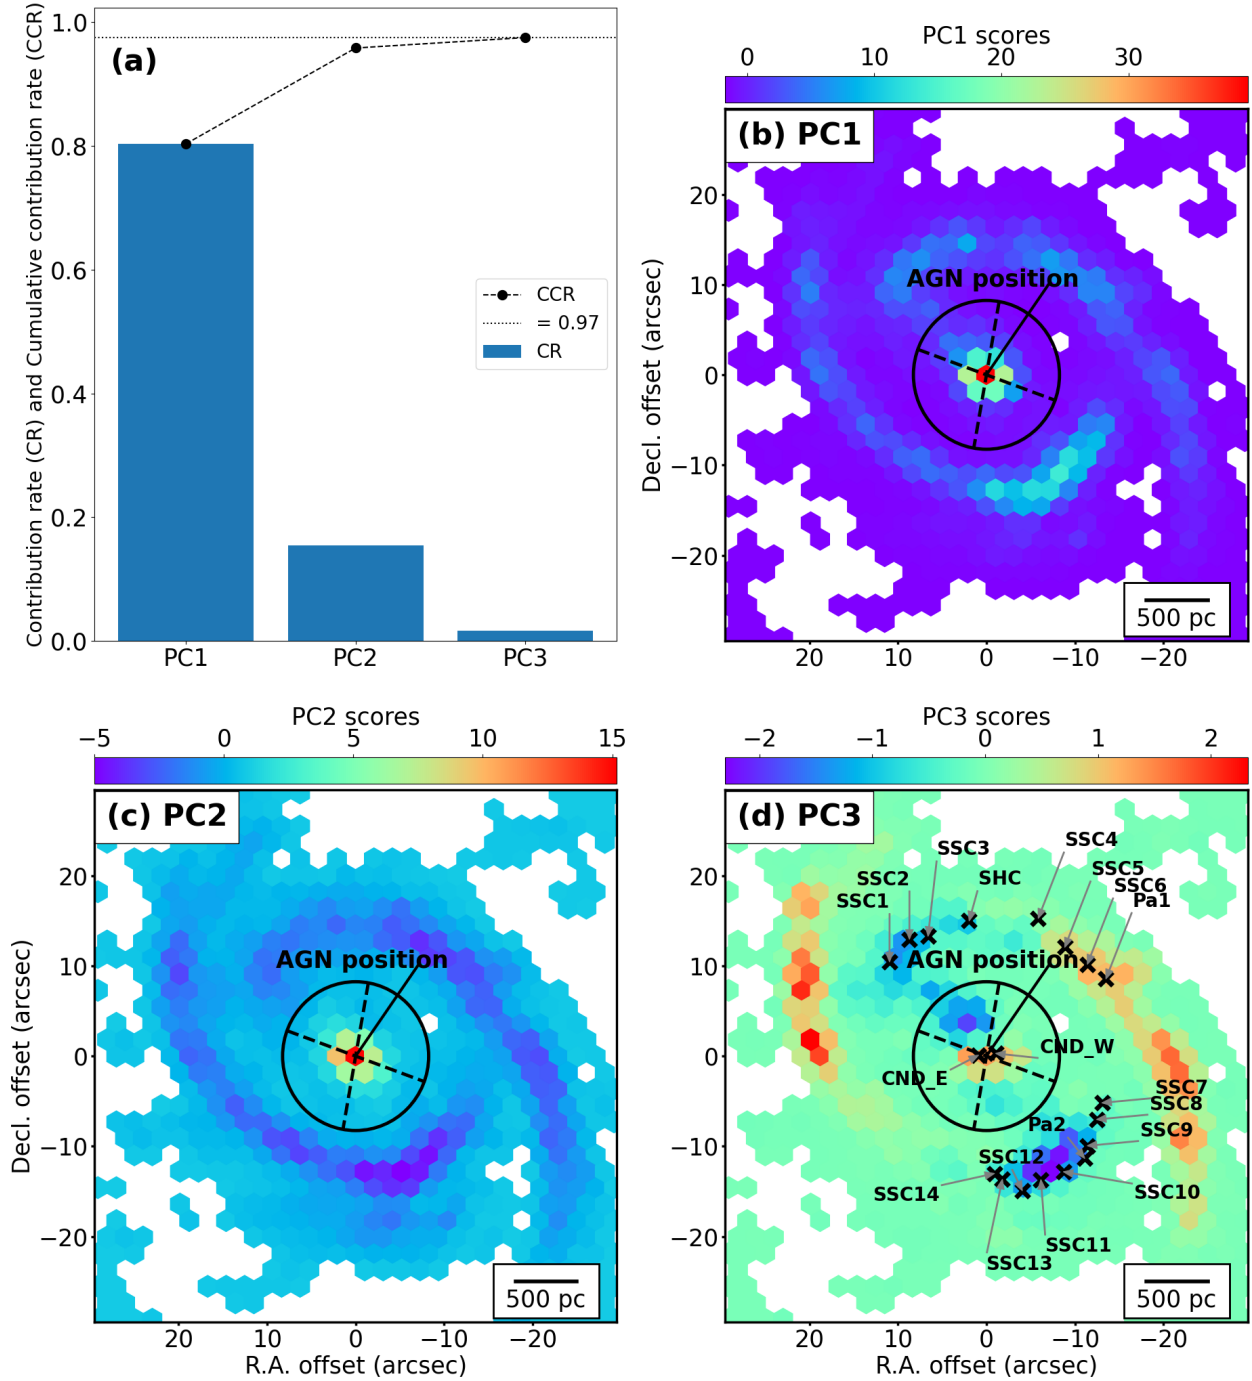 Contribution rate (CR) and Cumulative contribution rate (CCR)
1.0
0.8
0.6
0.4
0.2
0.0
(a)
CCR
= 0.97
CR
PC1
PC2
PC3
PC1 scores
0
10
20
30
(b) PC1
Decl. offset (arcsec)
20
10
0
−10
−20
AGN position
500 pc
20
10
0
−10
−20
PC2 scores
−5
0
5
10
15
(c) PC2
Decl. offset (arcsec)
20
10
0
−10
−20
AGN position
500 pc
20
10
0
−10
−20
R.A. offset (arcsec)
PC3 scores
−2
−1
0
1
2
(d) PC3
20
10
0
−10
−20
SSC4
SSC3
SSC5
SSC2
SHC
SSC6
SSC1
Pa1
AGN position
CND_W
CND_E
SSC7
SSC8
Pa2
SSC9
SSC12
SSC14
SSC10
SSC11
SSC13
500 pc
20
10
0
−10
−20
R.A. offset (arcsec)